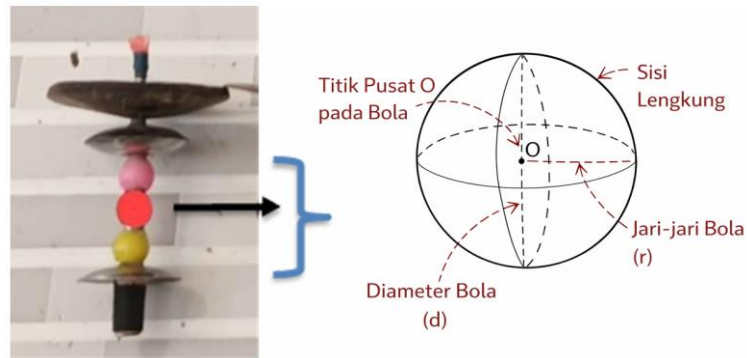 Titik Pusat O
pada Bola
Sisi
Lengkung
O
Jari-jari Bola
(r)
Diameter Bola
(d)